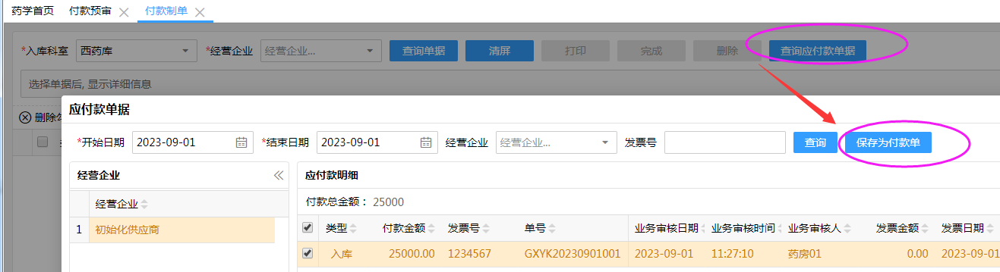 药学首页 付款预审 付款制单
*入库科室 西药库 *经营企业 经营企业... 查询单据 清屏 打印 完成 删除 查询应付款单据
选择单据后, 显示详细信息
应付款单据
删除
*开始日期 2023-09-01 *结束日期 2023-09-01 经营企业 经营企业... 发票号 查询 保存为付款单
经营企业 应付款明细
付款总金额： 25000
经营企业
类型 付款金额 发票号 单号 业务审核日期 业务审核时间 业务审核人 发票金额 发票日期
1 初始化供应商
入库 25000.00 1234567 GXYK20230901001 2023-09-01 11:27:10 药房01 0.00 2023-09-01